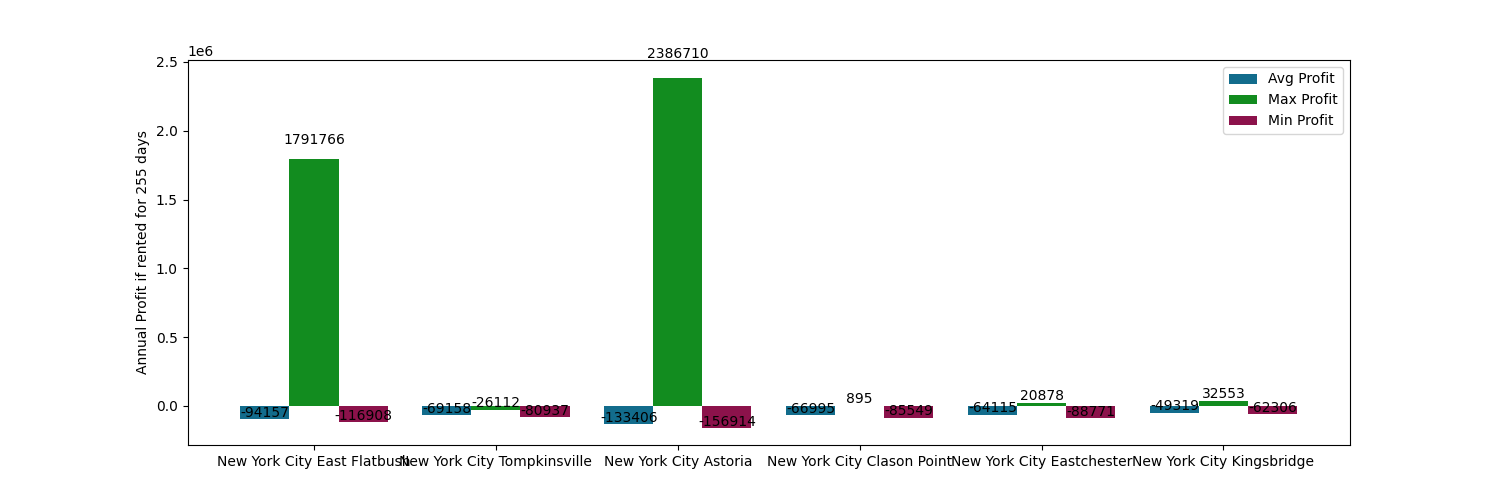 1e6
2386710
2.5
Avg Profit
Max Profit
Min Profit
2.0
1791766
1.5
1.0
0.5
0.0
Annual Profit if rented for 255 days
-94157
-116908
-69158
-26112
-80937
-133406
-156914
-66995
895
-85549
-64115
20878
-88771
-49319
32553
-62306
New York City East Flatbush
New York City Tompkinsville
New York City Astoria
New York City Clason Point
New York City Eastchester
New York City Kingsbridge